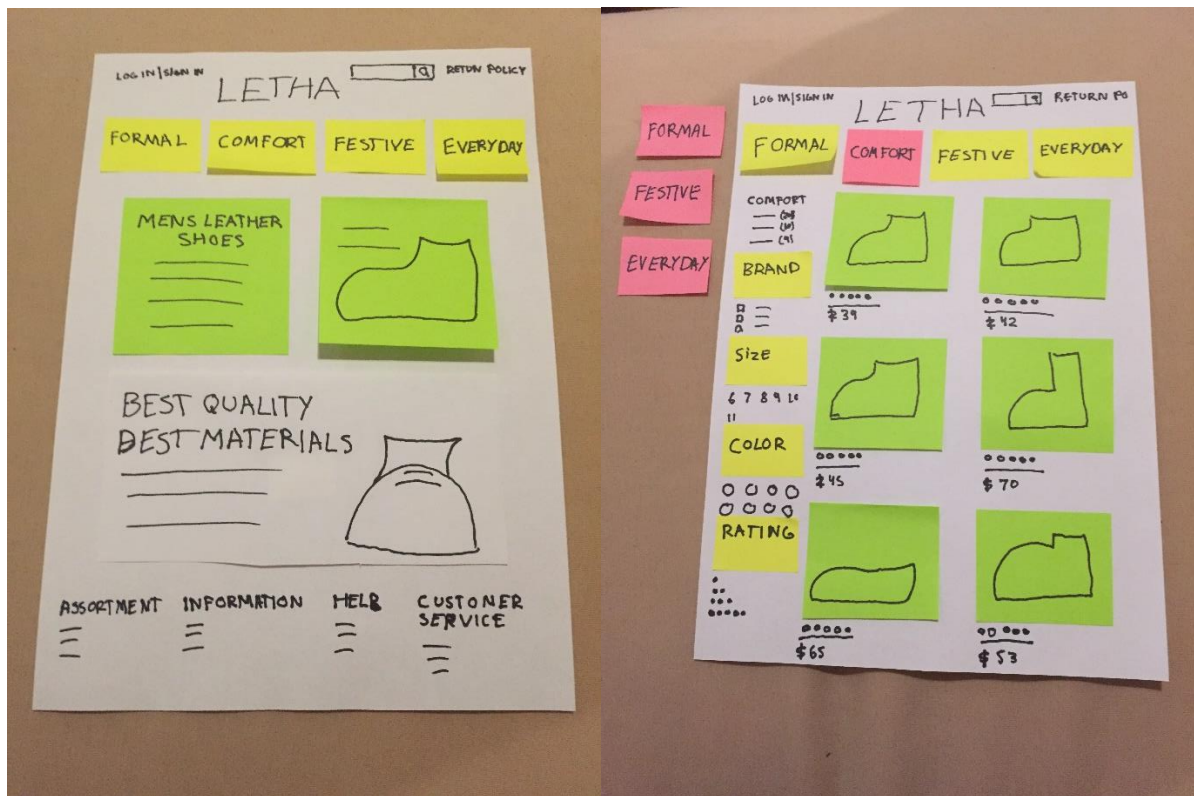 LOG IN|SIGN IN
LETHA
RETUN POLICY
FORMAL
COMFORT
FESTIVE
EVERYDAY
MENS LEATHER
SHOES
BEST QUALITY
BEST MATERIALS
ASSORTMENT
INFORMATION
HELP
CUSTONER
SERVICE
FORMAL
FESTIVE
EVERYDAY
LOG IN|SIGN IN
LETHA
RETURN PO
FORMAL
COMFORT
FESTIVE
EVERYDAY
COMFORT
BRAND
Size
6 7 8 9 10
11
COLOR
RATING
$39
$42
$45
$70
$65
$53